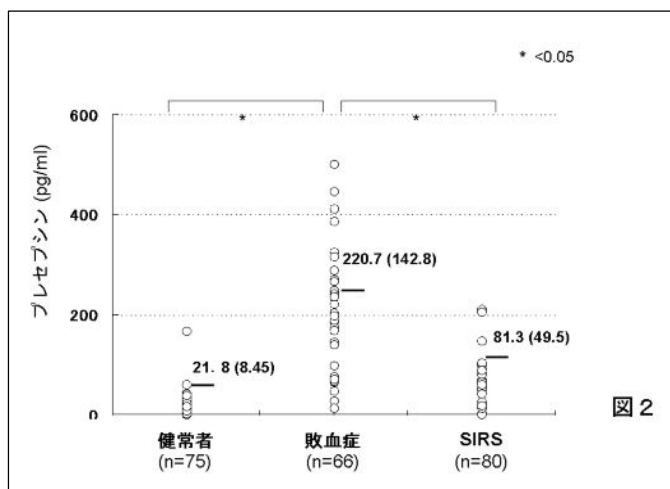 * <0.05
* *
600
400
200
0
プレセプシン (pg/ml)
21. 8 (8.45)
220.7 (142.8)
81.3 (49.5)
健常者 敗血症 SIRS
(n=75) (n=66) (n=80)
図2